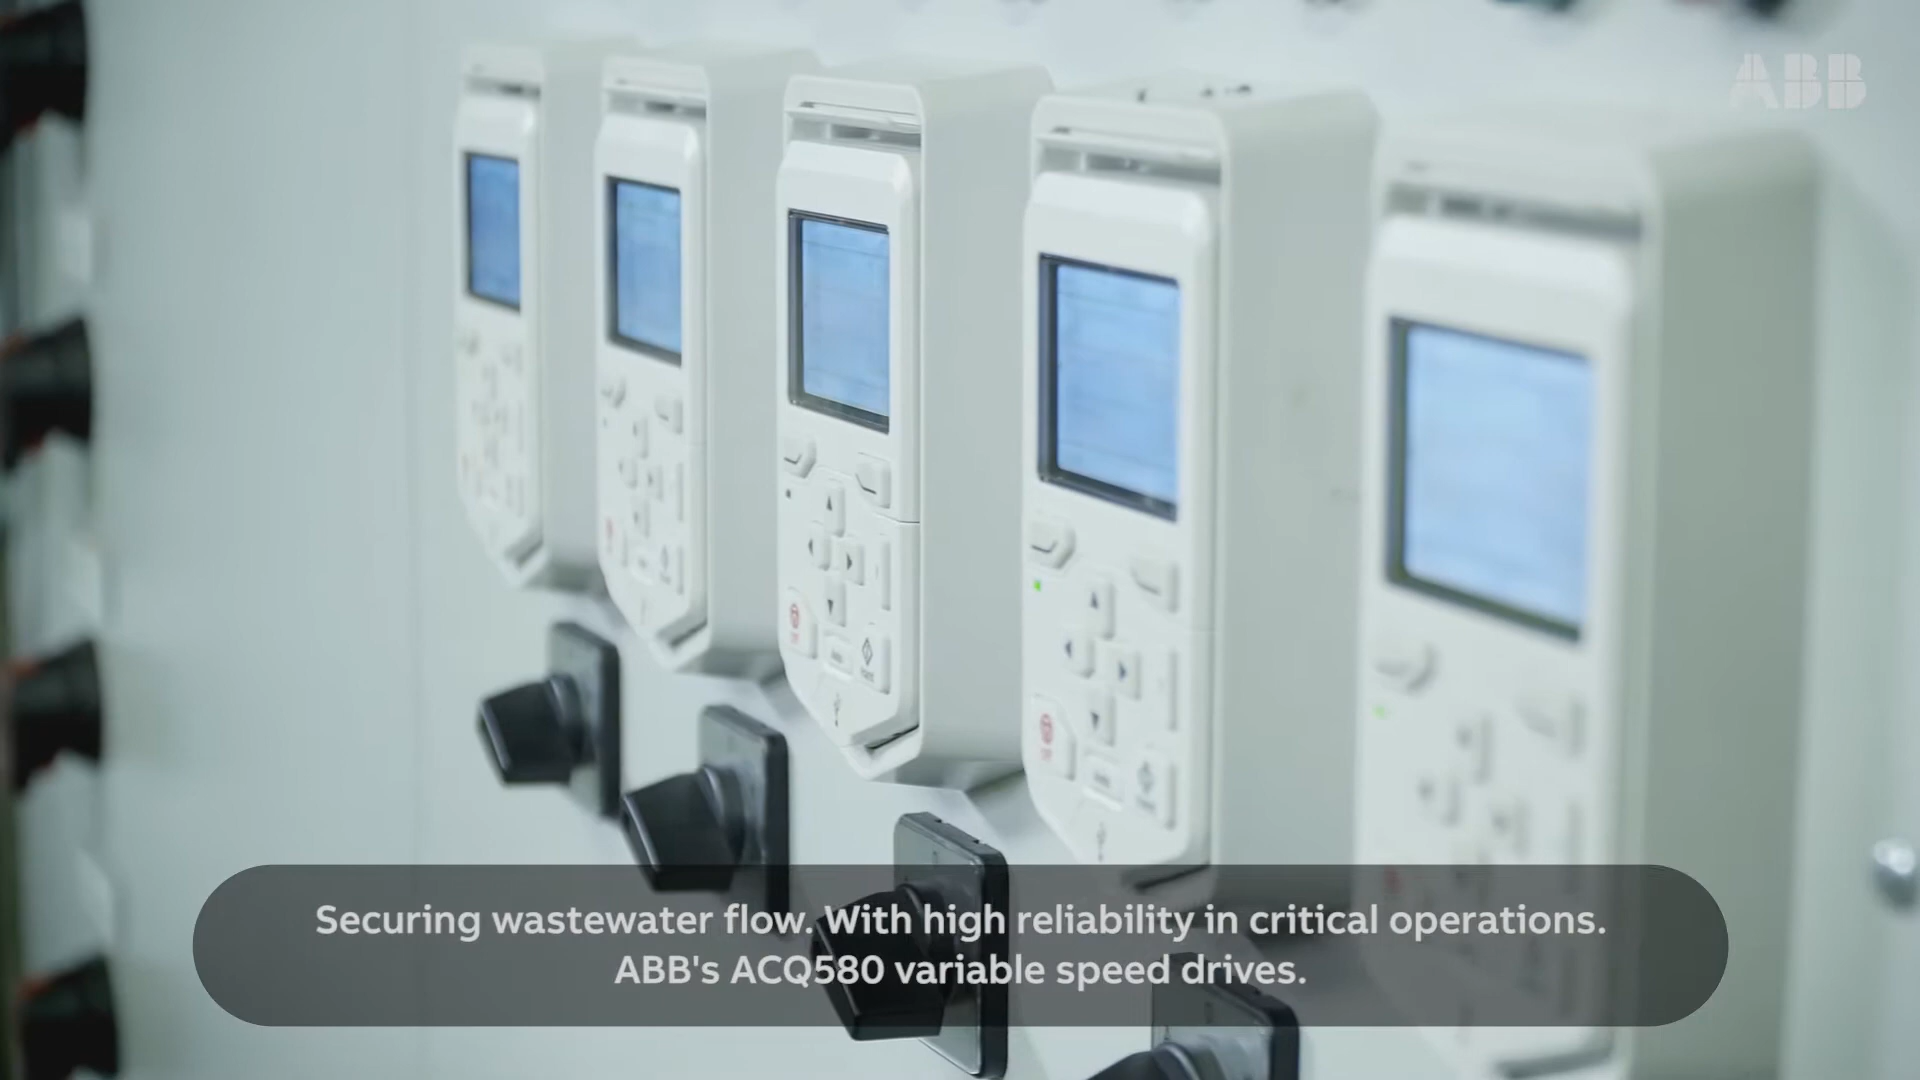 ABB
Securing wastewater flow. With high reliability in critical operations.
ABB's ACQ580 variable speed drives.